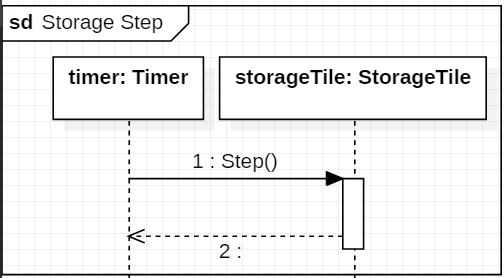 sd Storage Step
timer: Timer
storageTile: StorageTile
1 : Step()
2 :